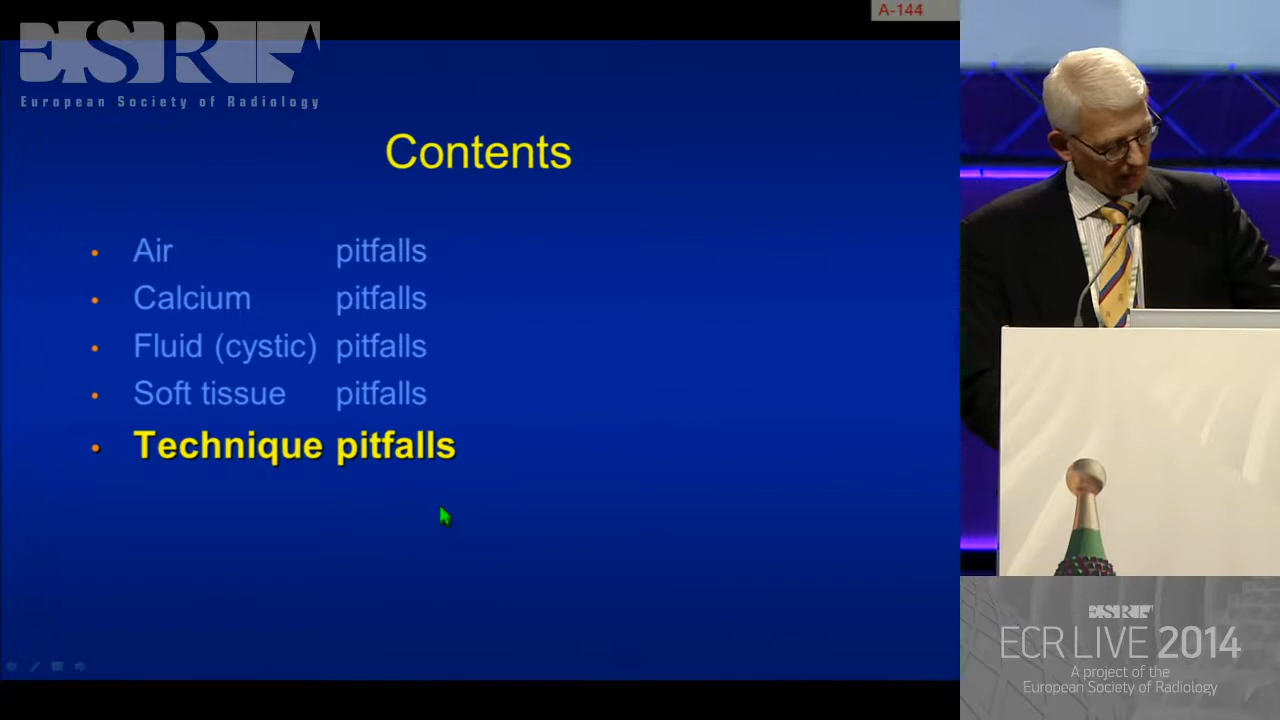 A-144
ESR
European Society of Radiology
Contents
• Air pitfalls
• Calcium pitfalls
• Fluid (cystic) pitfalls
• Soft tissue pitfalls
• Technique pitfalls
ESR
ECR LIVE 2014
A project of the
European Society of Radiology